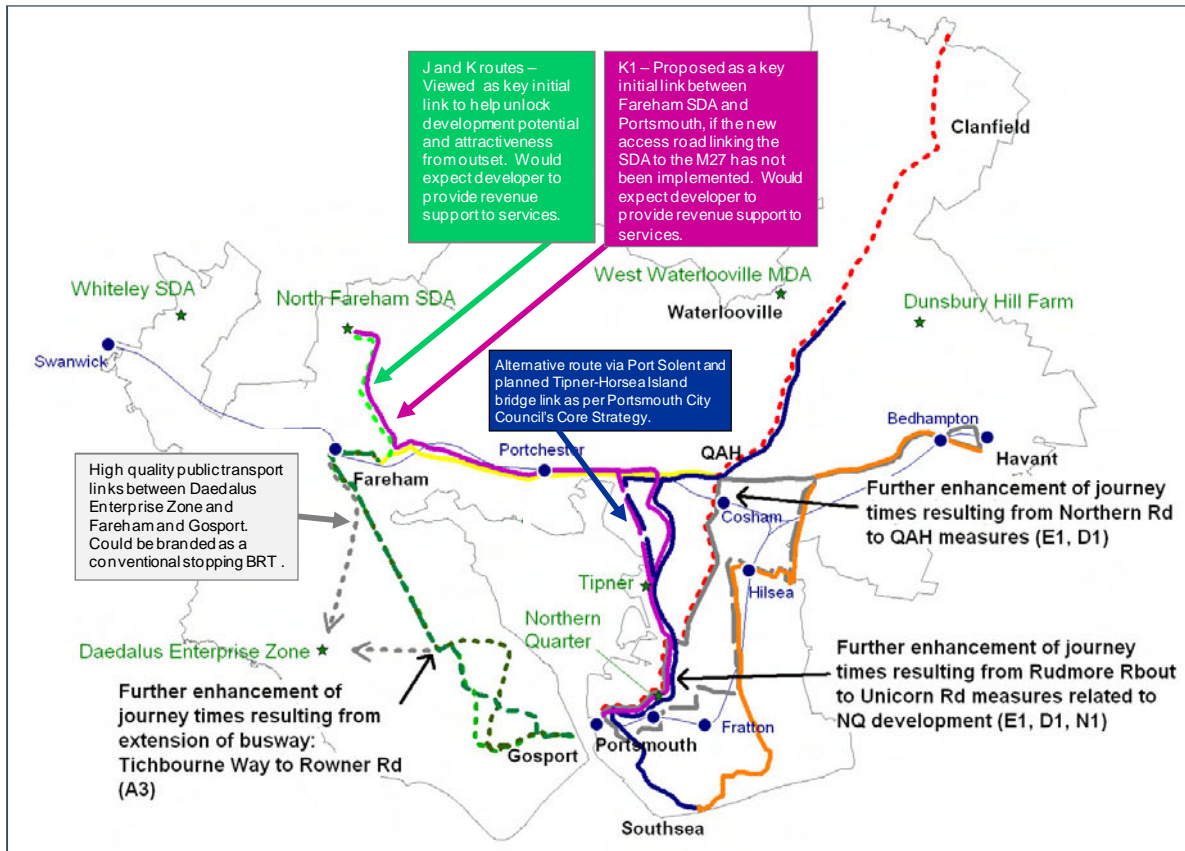 J and K routes –
Viewed as key initial
link to help unlock
development potential
and attractiveness
from outset. Would
expect developer to
provide revenue
support to services.
K1 – Proposed as a key
initial link between
Fareham SDA and
Portsmouth, if the new
access road linking the
SDA to the M27 has not
been implemented. Would
expect developer to
provide revenue support to
services.
Clanfield
Whiteley SDA
North Fareham SDA
West Waterlooville MDA
Waterlooville
Dunsbury Hill Farm
Swanwick
Alternative route via Port Solent and
planned Tipner-Horsea Island
bridge link as per Portsmouth City
Council's Core Strategy.
Bedhampton
Portchester
QAH
Havant
Fareham
High quality public transport
links between Daedalus
Enterprise Zone and
Fareham and Gosport.
Could be branded as a
conventional stopping BRT .
Cosham
Further enhancement of journey
times resulting from Northern Rd
to QAH measures (E1, D1)
Tipner
Hilsea
Northern
Quarter
Daedalus Enterprise Zone
Further enhancement of journey
times resulting from Rudmore Rbout
to Unicorn Rd measures related to
NQ development (E1, D1, N1)
Further enhancement of
journey times resulting from
extension of busway:
Tichbourne Way to Rowner Rd
(A3)
Gosport
Portsmouth
Fratton
Southsea